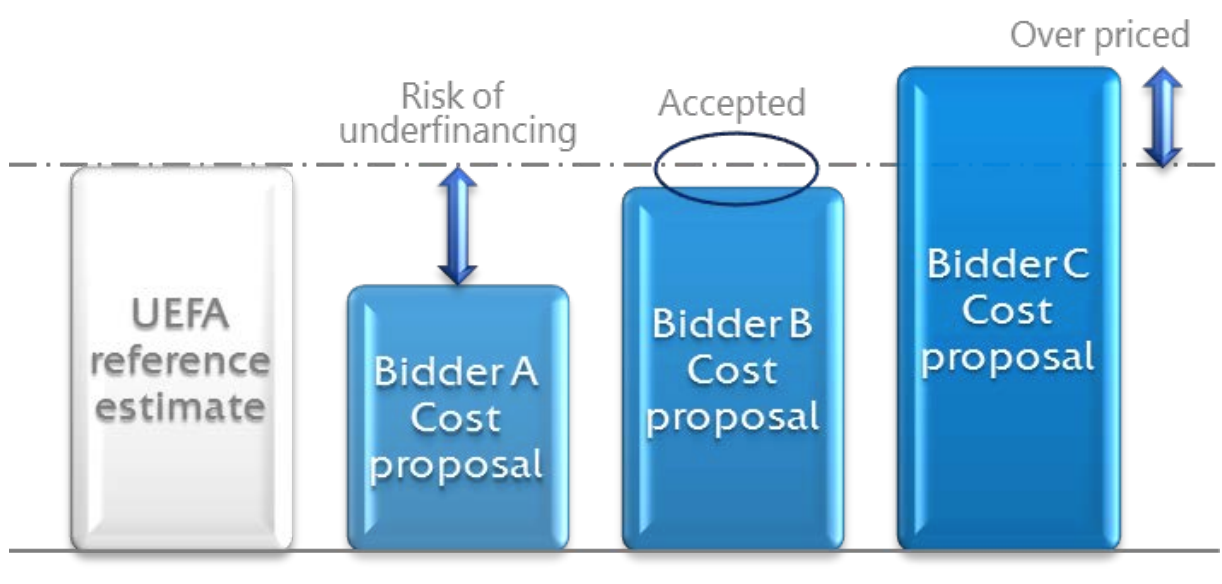 Over priced
Risk of
underfinancing
Accepted
UEFA
reference
estimate
Bidder A
Cost
proposal
Bidder B
Cost
proposal
Bidder C
Cost
proposal